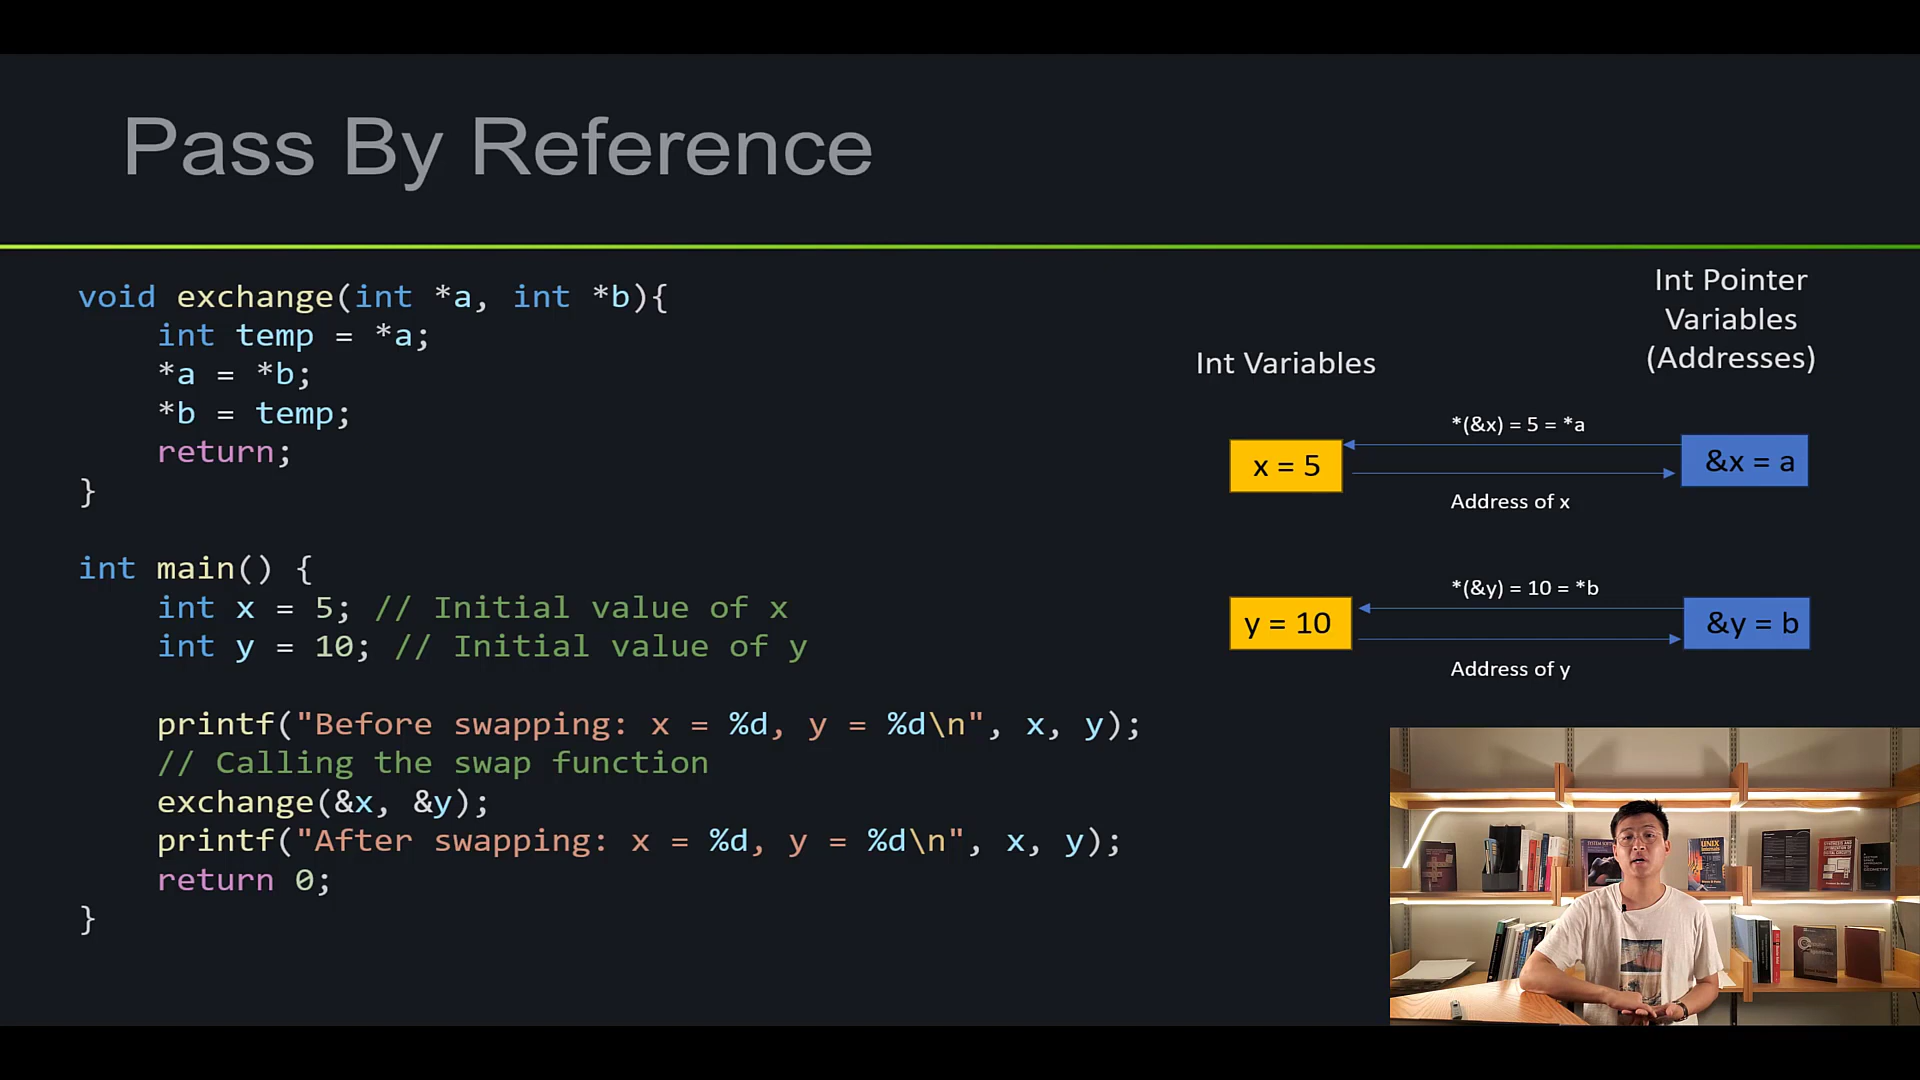 Pass By Reference
void exchange(int *a, int *b){
int temp = *a;
*a = *b;
*b = temp;
return;
}
int main() {
int x = 5; // Initial value of x
int y = 10; // Initial value of y
printf("Before swapping: x = %d, y = %d\n", x, y);
// Calling the swap function
exchange(&x, &y);
printf("After swapping: x = %d, y = %d\n", x, y);
return 0;
}
Int Variables
Int Pointer
Variables
(Addresses)
*(&x) = 5 = *a
x = 5
&x = a
Address of x
*(&y) = 10 = *b
y = 10
&y = b
Address of y
UNIX